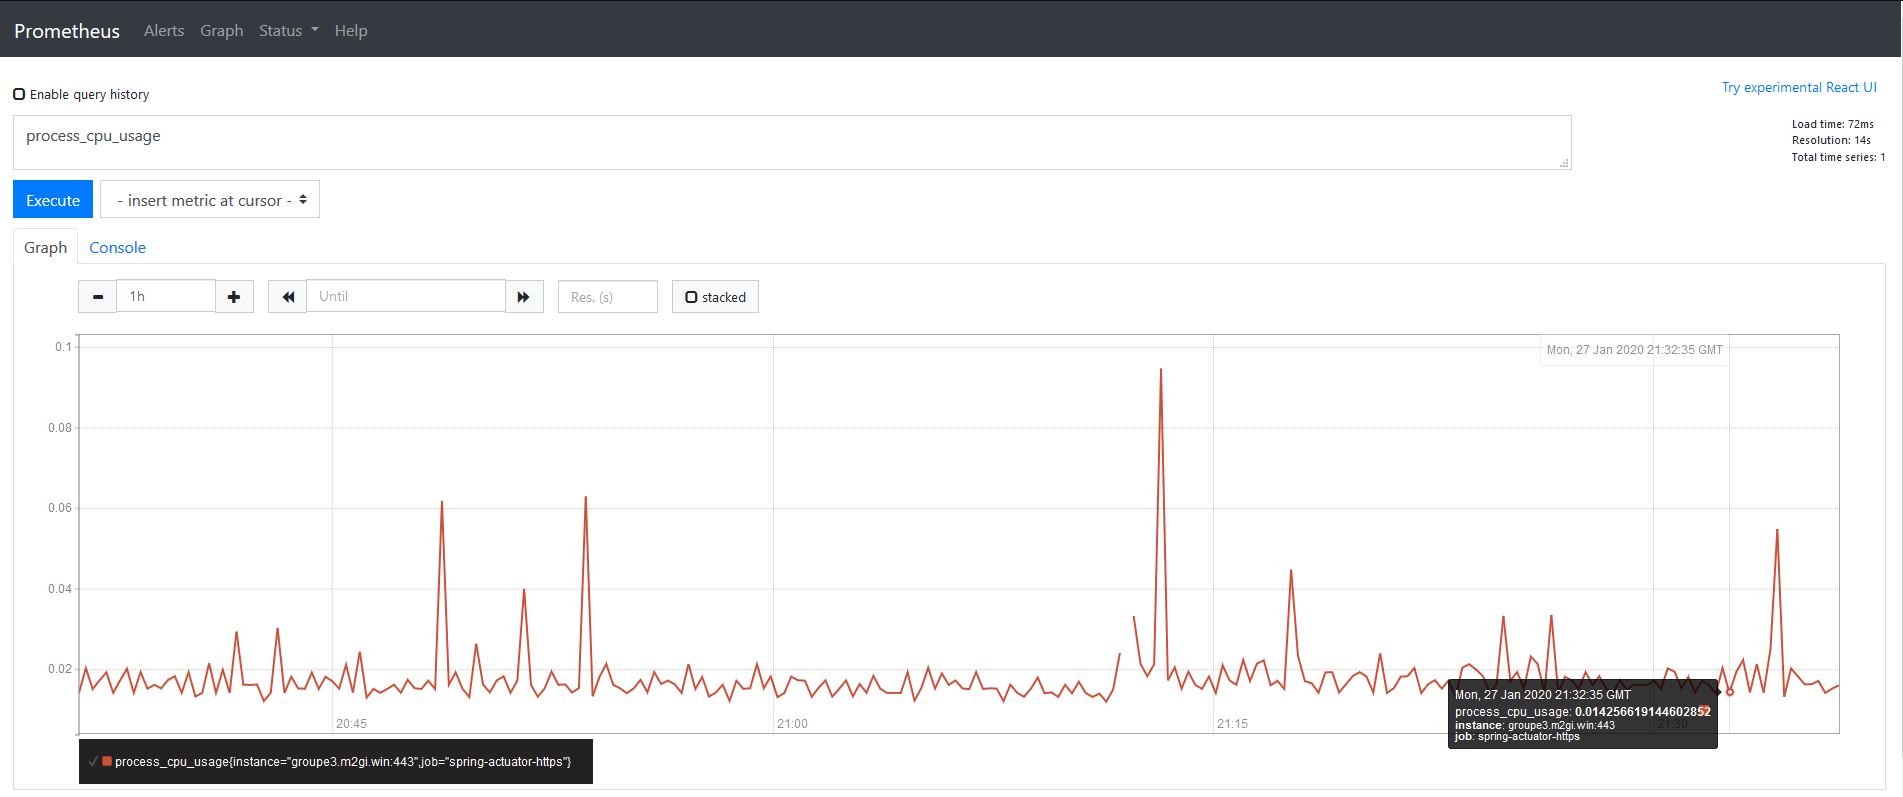 Prometheus Alerts Graph Status Help
Enable query history
Try experimental React UI
process_cpu_usage
Load time: 72ms
Resolution: 14s
Total time series: 1
Execute - insert metric at cursor -
Graph Console
1h Until Res. (s) stacked
0.1
Mon, 27 Jan 2020 21:32:35 GMT
0.08
0.06
0.04
0.02
Mon, 27 Jan 2020 21:32:35 GMT
process_cpu_usage: 0.014256619144602852
instance: groupe3.m2gi.win:443
job: spring-actuator-https
20:45 21:00 21:15 21:30
process_cpu_usage{instance="groupe3.m2gi.win:443",job="spring-actuator-https"}